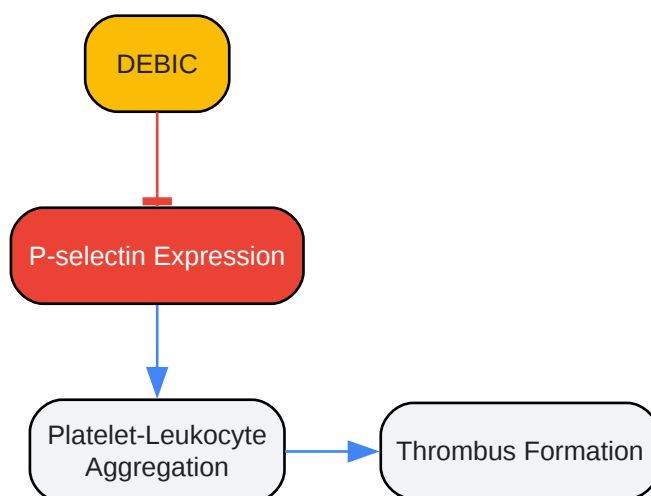 DEBIC
P-selectin Expression
Platelet-Leukocyte
Aggregation
Thrombus Formation